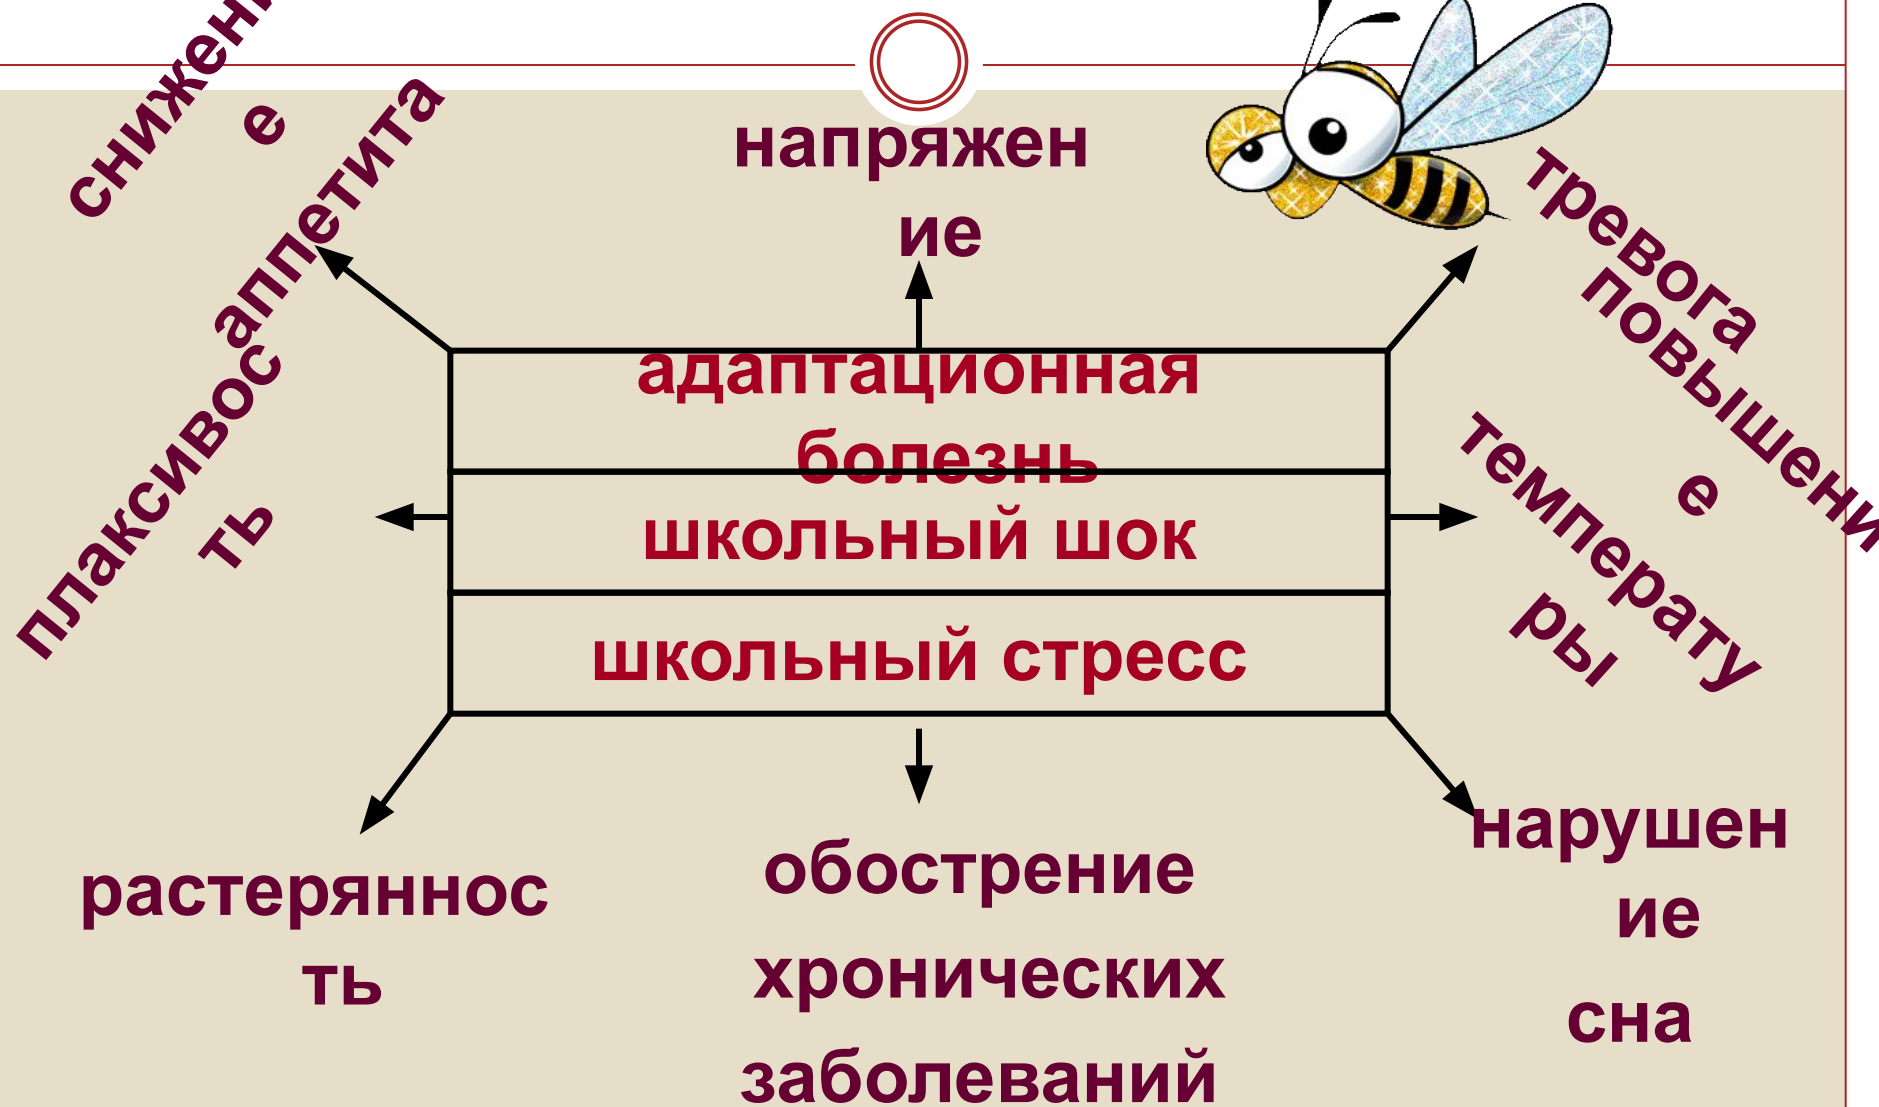 снижени
е
аппетита
напряжен
ие
тревога
плаксивос
ть
адаптационная
болезнь
школьный шок
школьный стресс
повышени
е
температу
ры
растеряннос
ть
обострение
хронических
заболеваний
нарушен
ие
сна